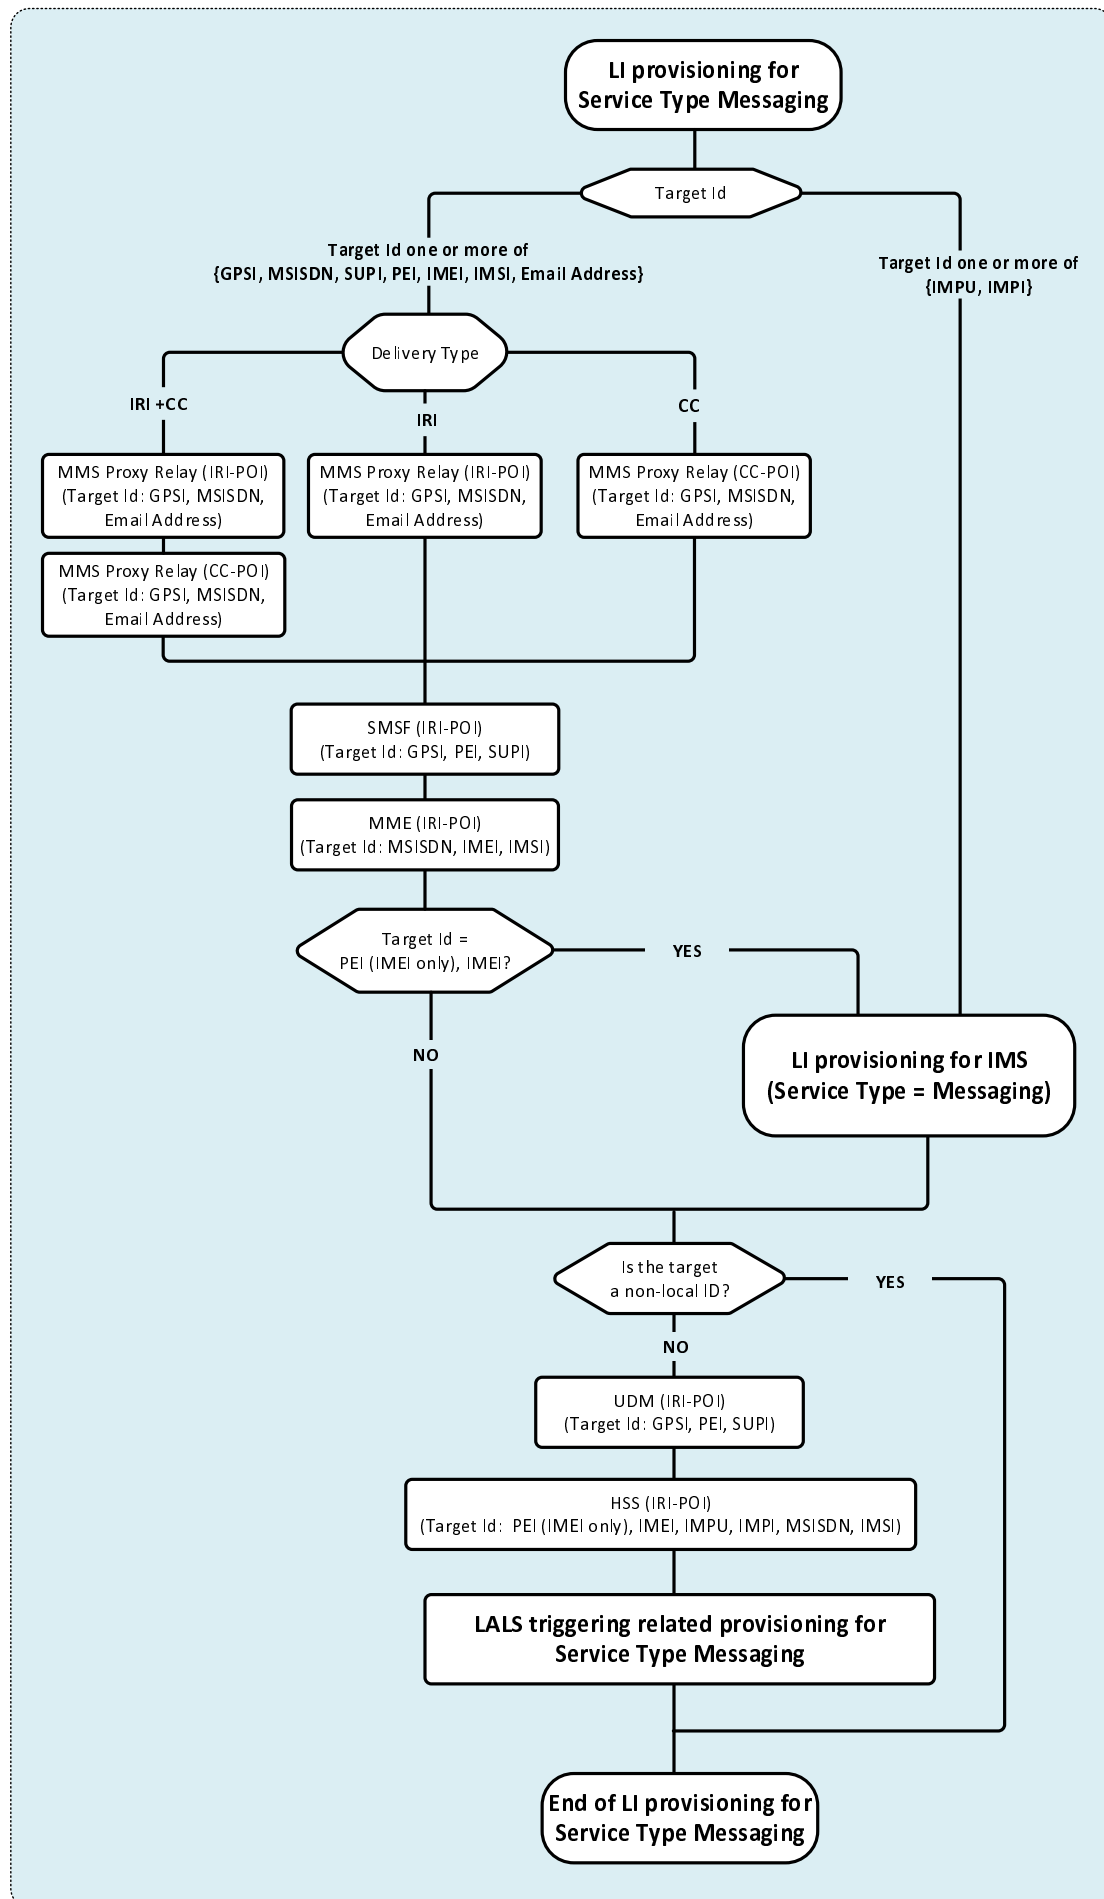 LI provisioning for
Service Type Messaging
Target Id
Target Id one or more of
{GPSI, MSISDN, SUPI, PEI, IMEI, IMSI, Email Address}
Target Id one or more of
{IMPU, IMPI}
Delivery Type
IRI +CC
IRI
CC
MMS Proxy Relay (IRI-POI)
(Target Id: GPSI, MSISDN,
Email Address)
MMS Proxy Relay (IRI-POI)
(Target Id: GPSI, MSISDN,
Email Address)
MMS Proxy Relay (CC-POI)
(Target Id: GPSI, MSISDN,
Email Address)
MMS Proxy Relay (CC-POI)
(Target Id: GPSI, MSISDN,
Email Address)
SMSF (IRI-POI)
(Target Id: GPSI, PEI, SUPI)
MME (IRI-POI)
(Target Id: MSISDN, IMEI, IMSI)
Target Id =
PEI (IMEI only), IMEI?
YES
NO
LI provisioning for IMS
(Service Type = Messaging)
Is the target
a non-local ID?
YES
NO
UDM (IRI-POI)
(Target Id: GPSI, PEI, SUPI)
HSS (IRI-POI)
(Target Id:  PEI (IMEI only), IMEI, IMPU, IMPI, MSISDN, IMSI)
LALS triggering related provisioning for
Service Type Messaging
End of LI provisioning for
Service Type Messaging